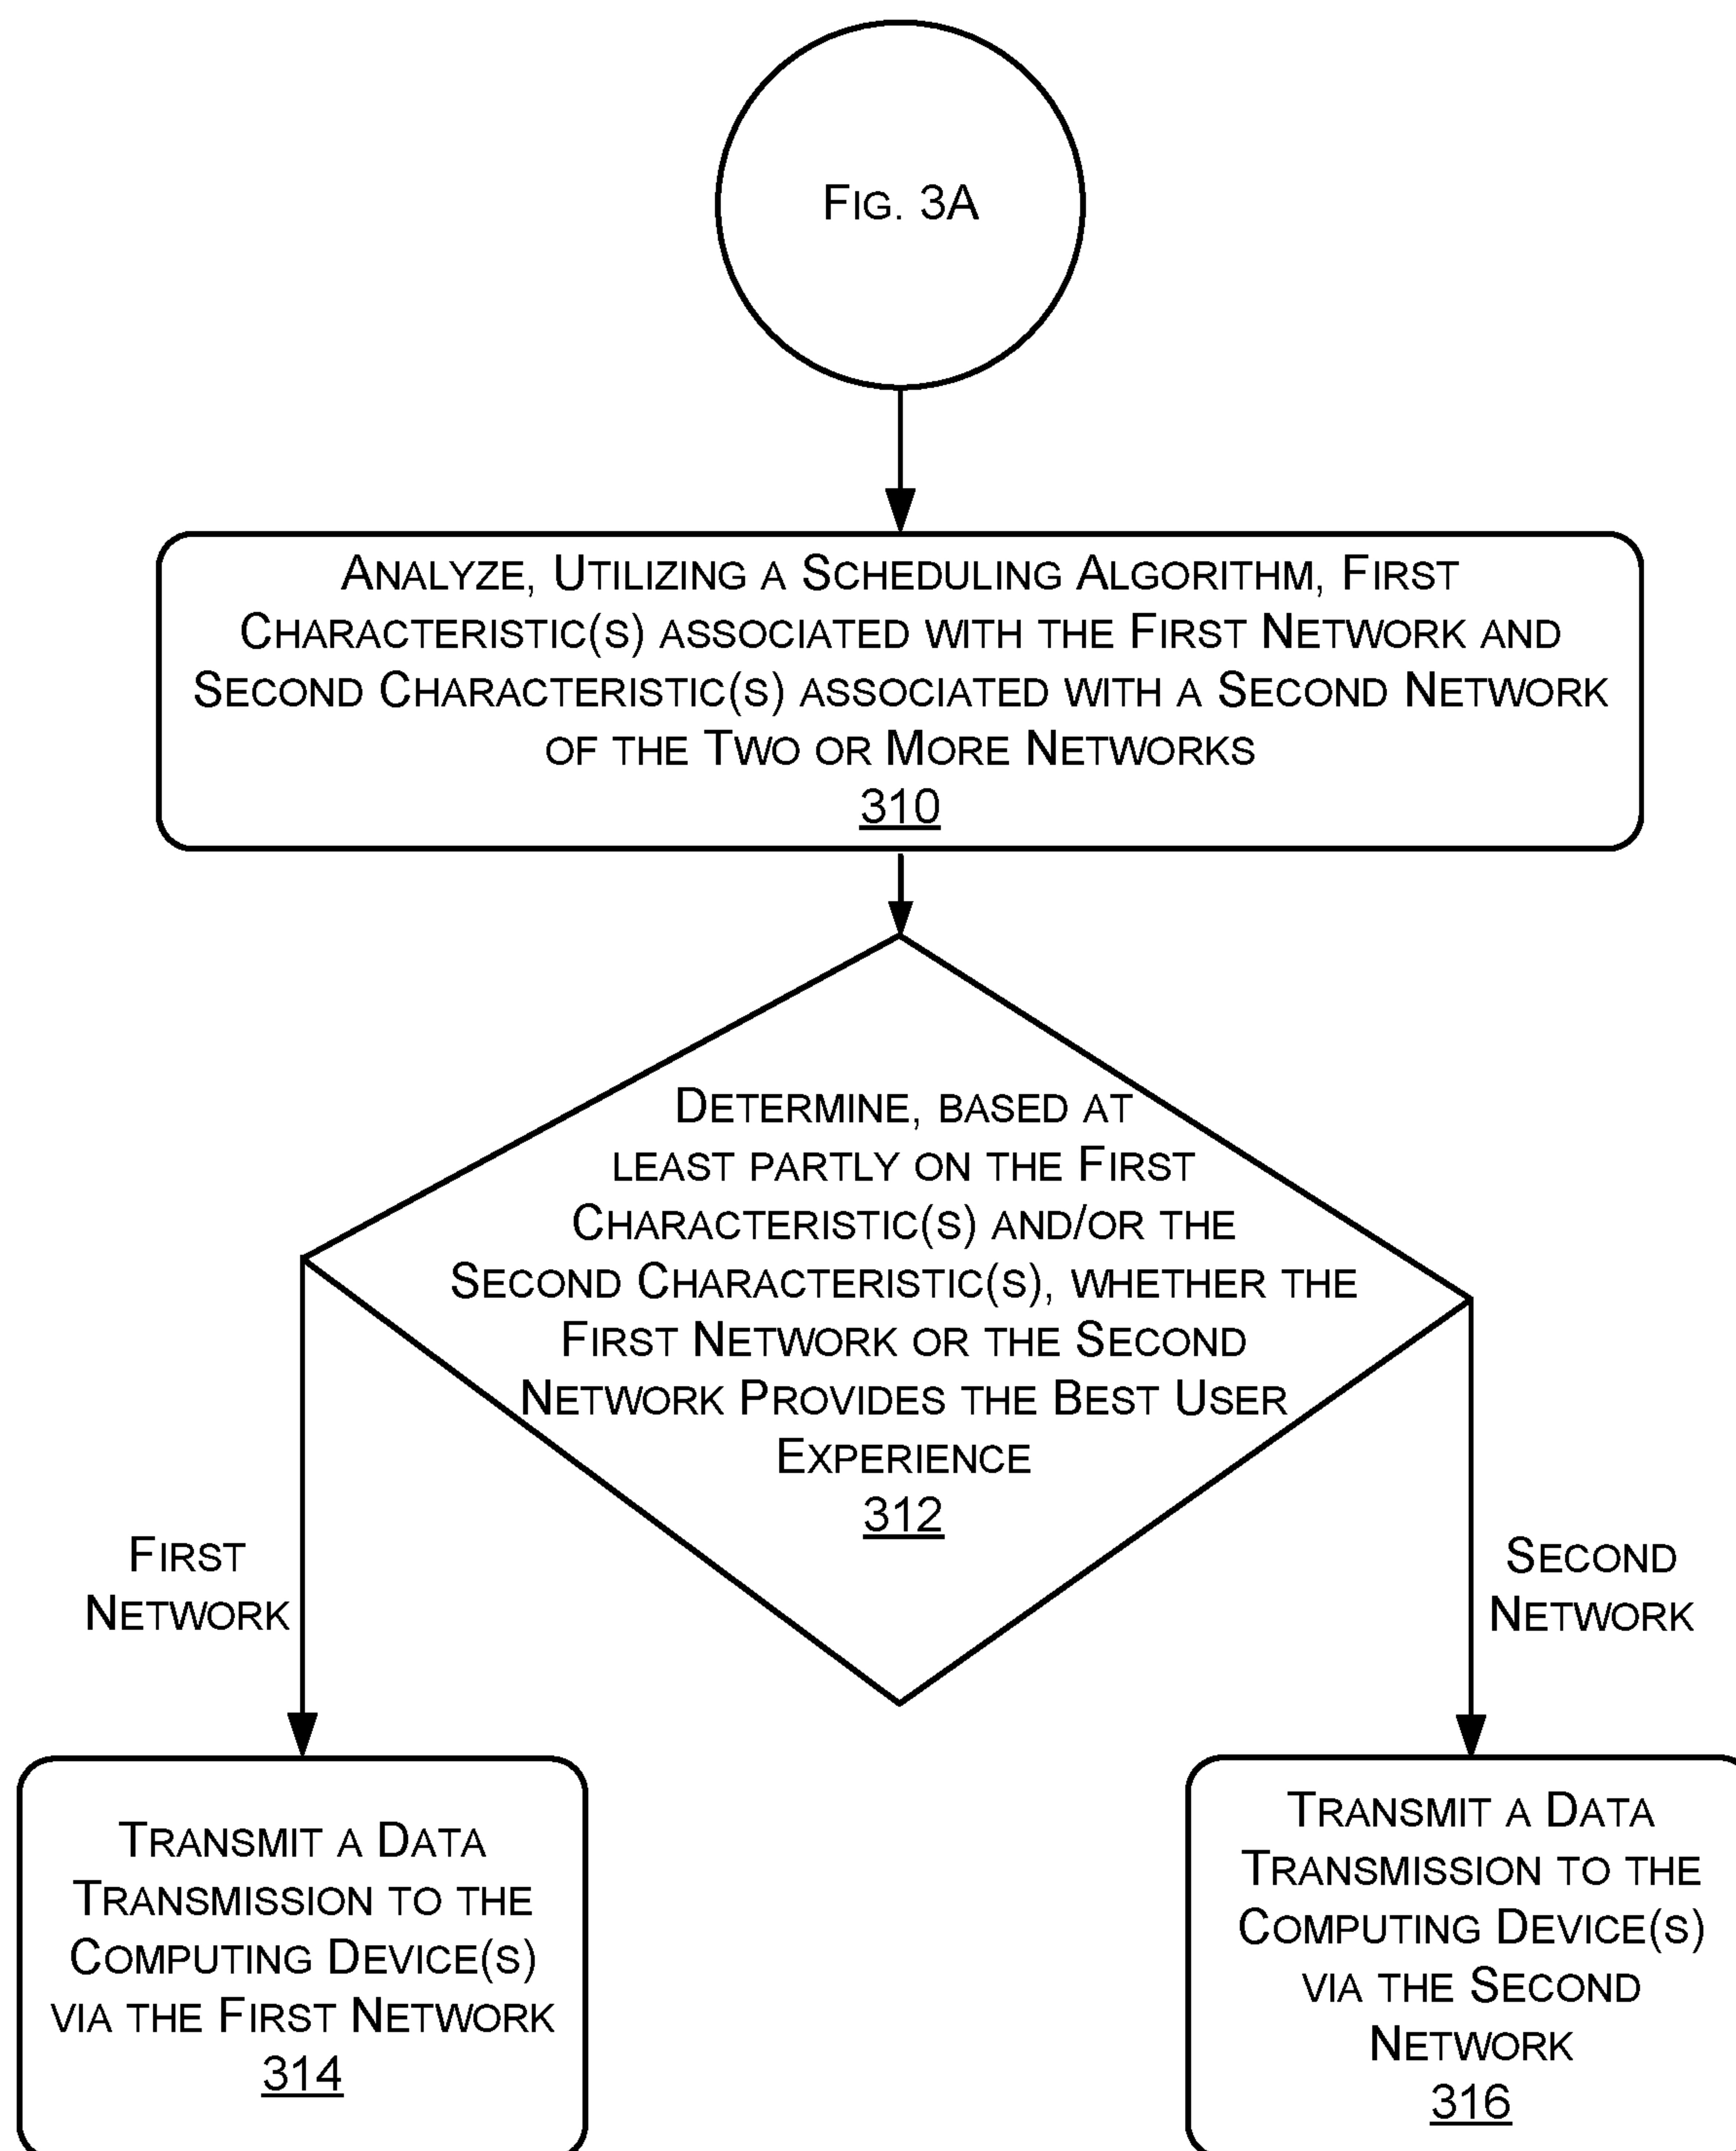 FIG. 3A
ANALYZE, UTILIZING A SCHEDULING ALGORITHM, FIRST
CHARACTERISTIC(S) ASSOCIATED WITH THE FIRST NETWORK AND
SECOND CHARACTERISTIC(S) ASSOCIATED WITH A SECOND NETWORK
OF THE TWO OR MORE NETWORKS
310
DETERMINE, BASED AT
LEAST PARTLY ON THE FIRST
CHARACTERISTIC(S) AND/OR THE
SECOND CHARACTERISTIC(S), WHETHER THE
FIRST NETWORK OR THE SECOND
NETWORK PROVIDES THE BEST USER
EXPERIENCE
312
FIRST
NETWORK
SECOND
NETWORK
TRANSMIT A DATA
TRANSMISSION TO THE
COMPUTING DEVICE(S)
VIA THE FIRST NETWORK
314
TRANSMIT A DATA
TRANSMISSION TO THE
COMPUTING DEVICE(S)
VIA THE SECOND
NETWORK
316